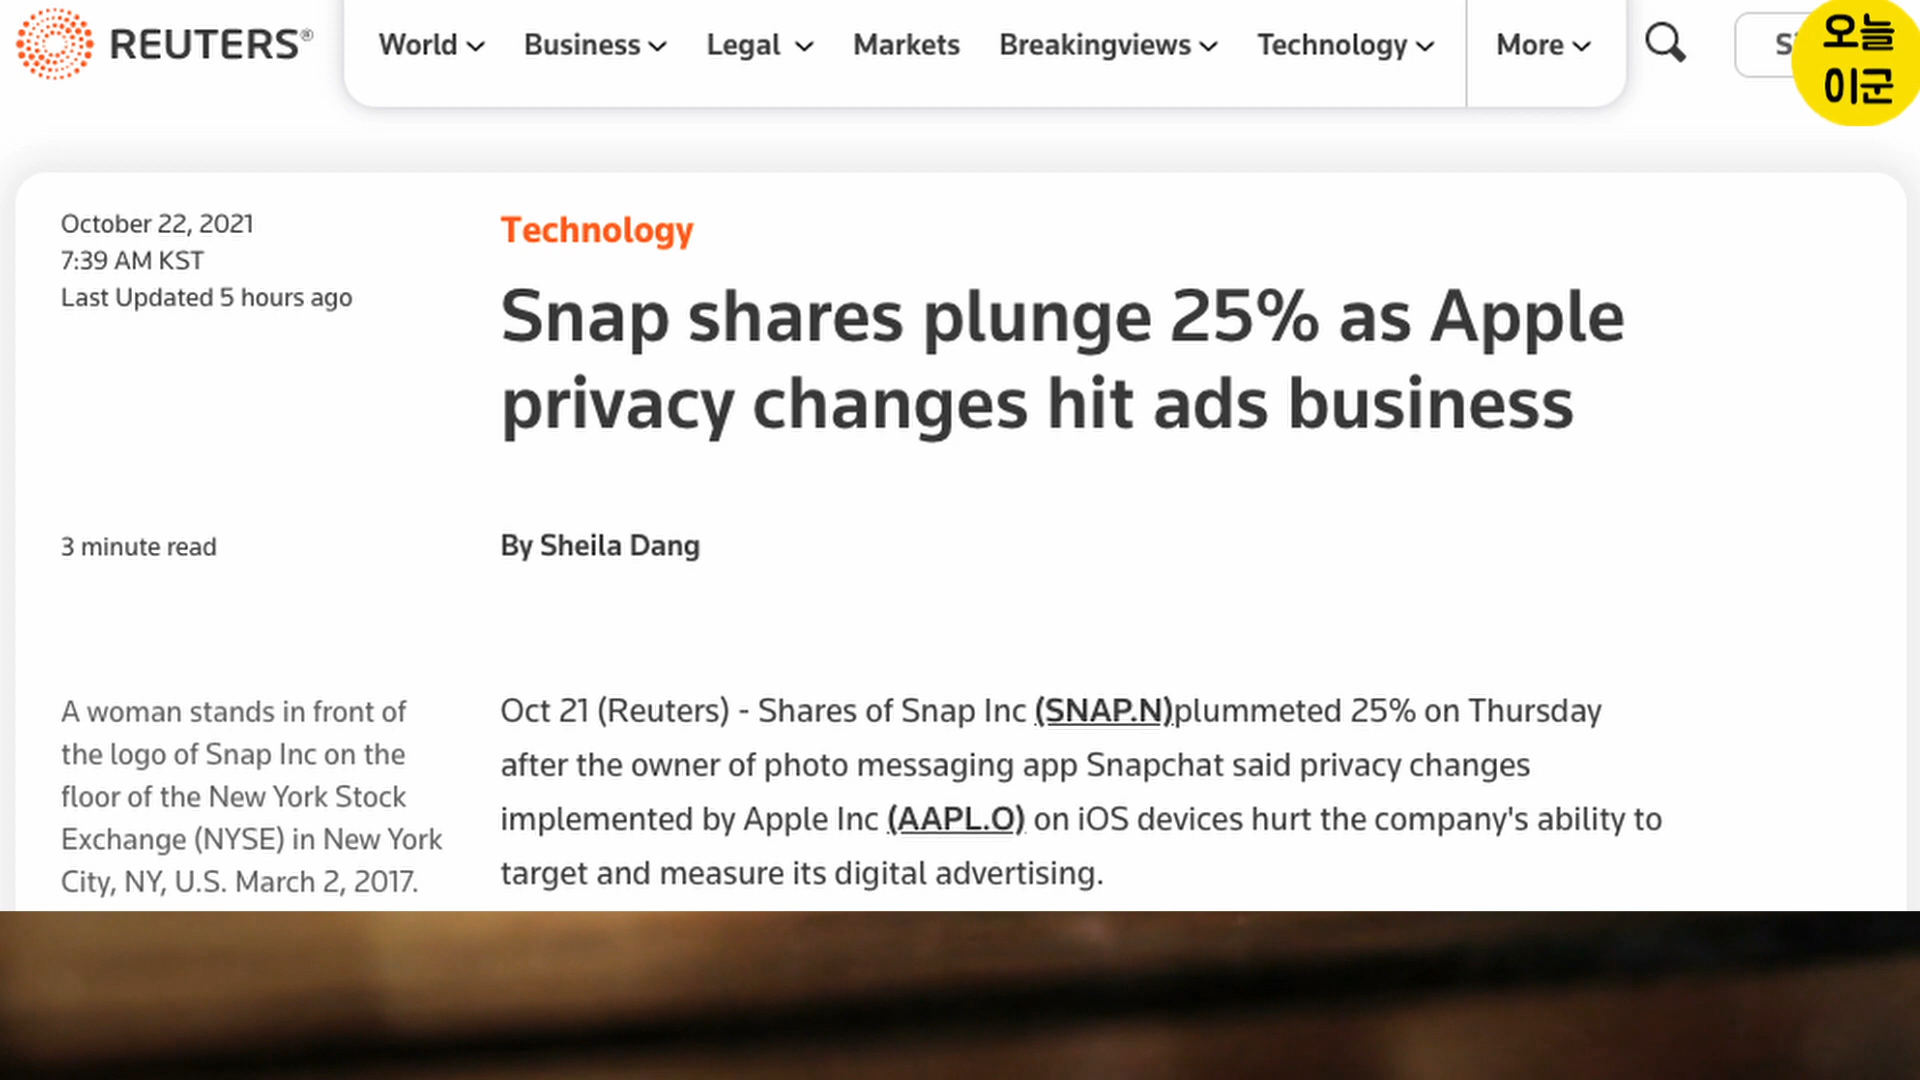 REUTERS®
World
Business
Legal
Markets
Breakingviews
Technology
More
오늘
이군
October 22, 2021
7:39 AM KST
Last Updated 5 hours ago
Technology
Snap shares plunge 25% as Apple
privacy changes hit ads business
3 minute read
By Sheila Dang
A woman stands in front of
the logo of Snap Inc on the
floor of the New York Stock
Exchange (NYSE) in New York
City, NY, U.S. March 2, 2017.
Oct 21 (Reuters) - Shares of Snap Inc (SNAP.N)plummeted 25% on Thursday
after the owner of photo messaging app Snapchat said privacy changes
implemented by Apple Inc (AAPL.O) on iOS devices hurt the company's ability to
target and measure its digital advertising.